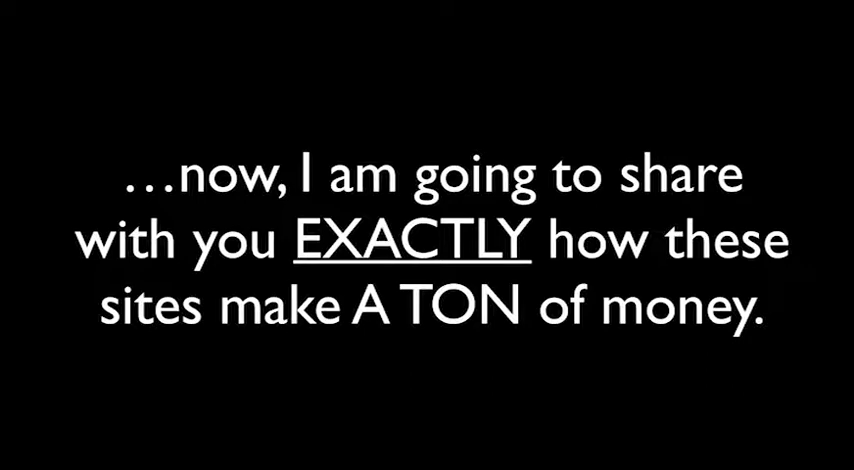 …now, I am going to share
with you EXACTLY how these
sites make A TON of money.